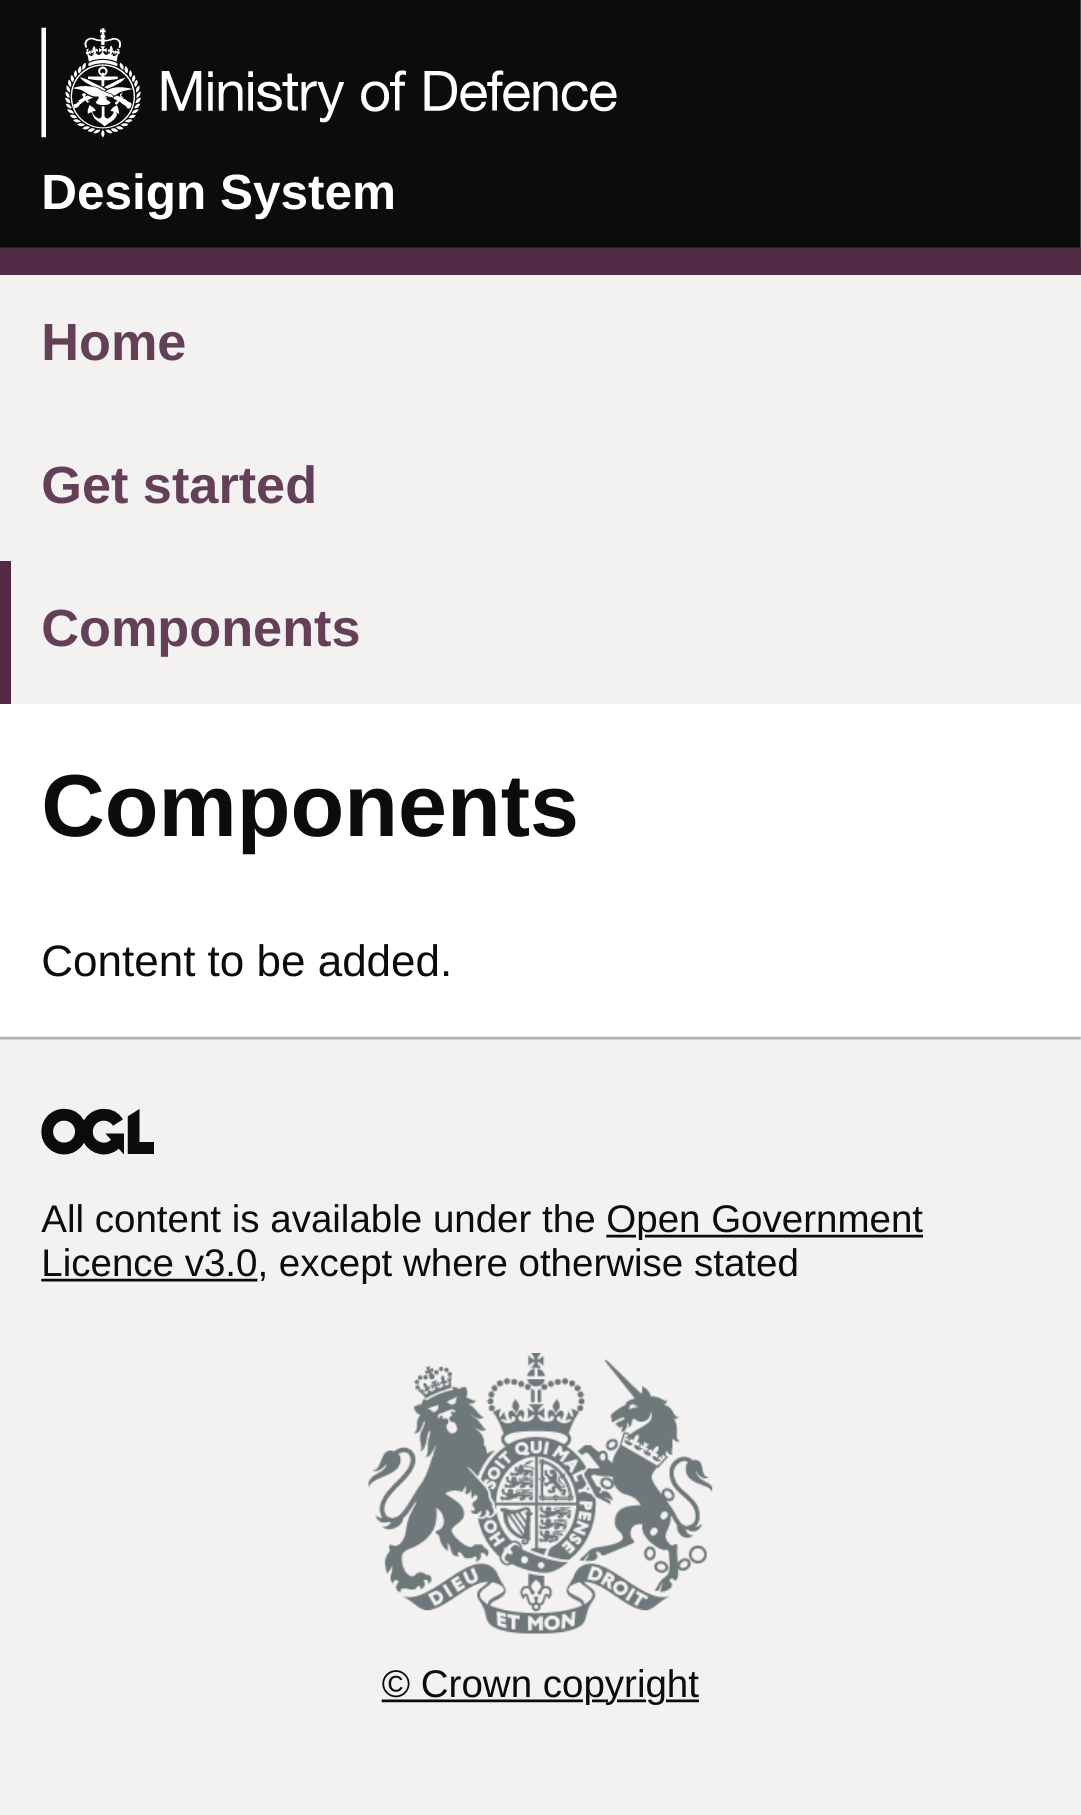 Ministry of Defence
Design System
Home
Get started
Components
Components
Content to be added.
OGL
All content is available under the Open Government
Licence v3.0, except where otherwise stated
SOIT QUI MAL Y PENSE
HO
DIEU ET MON DROIT
© Crown copyright